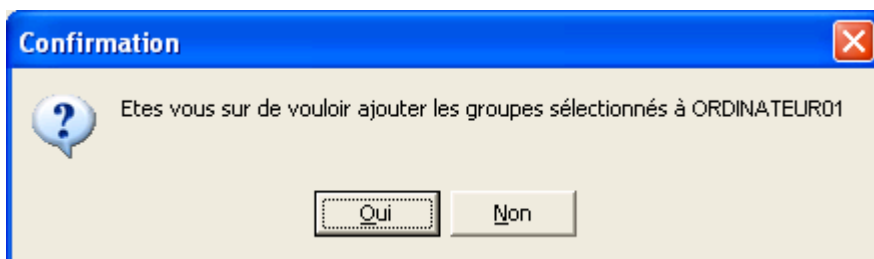 Confirmation
Etes vous sur de vouloir ajouter les groupes sélectionnés à ORDINATEUR01
Oui
Non